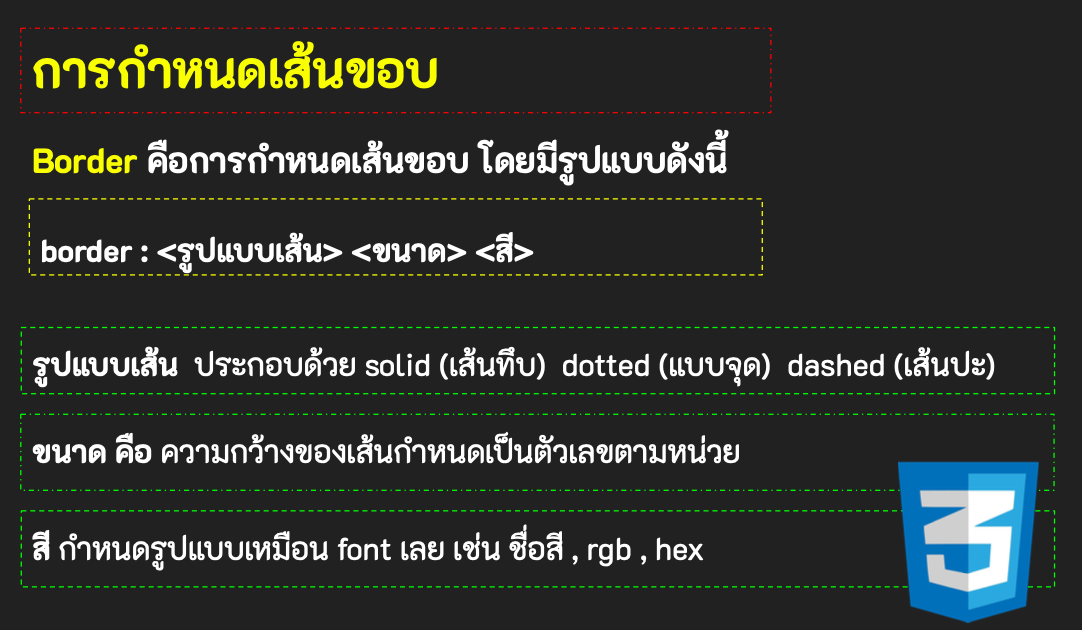 การกำหนดเส้นขอบ
Border คือการกำหนดเส้นขอบ โดยมีรูปแบบดังนี้
border : <รูปแบบเส้น> <ขนาด> <สี>
รูปแบบเส้น ประกอบด้วย solid (เส้นทึบ) dotted (แบบจุด) dashed (เส้นปะ)
ขนาด คือ ความกว้างของเส้นกำหนดเป็นตัวเลขตามหน่วย
สี กำหนดรูปแบบเหมือน font เลย เช่น ชื่อสี , rgb , hex
3